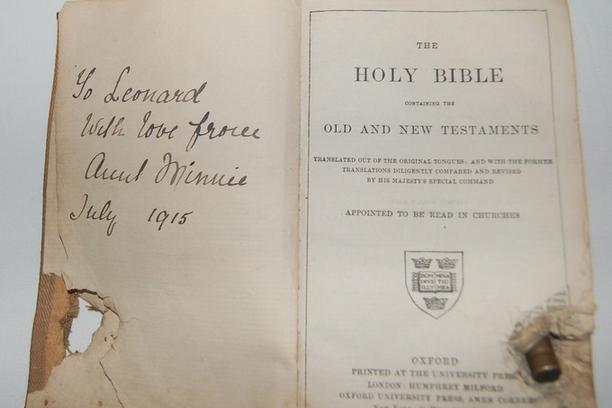 To Leonard
With love from
Aunt Minnie
July 1915
THE
HOLY BIBLE
CONTAINING THE
OLD AND NEW TESTAMENTS
TRANSLATED OUT OF THE ORIGINAL TONGUES: AND WITH THE FORMER
TRANSLATIONS DILIGENTLY COMPARED AND REVISED
BY HIS MAJESTY'S SPECIAL COMMAND
APPOINTED TO BE READ IN CHURCHES
DOMINA
ILLU MEA
OXFORD
PRINTED AT THE UNIVERSITY PRESS
LONDON: HUMPHREY MILFORD
OXFORD UNIVERSITY PRESS, AMEN CORNER